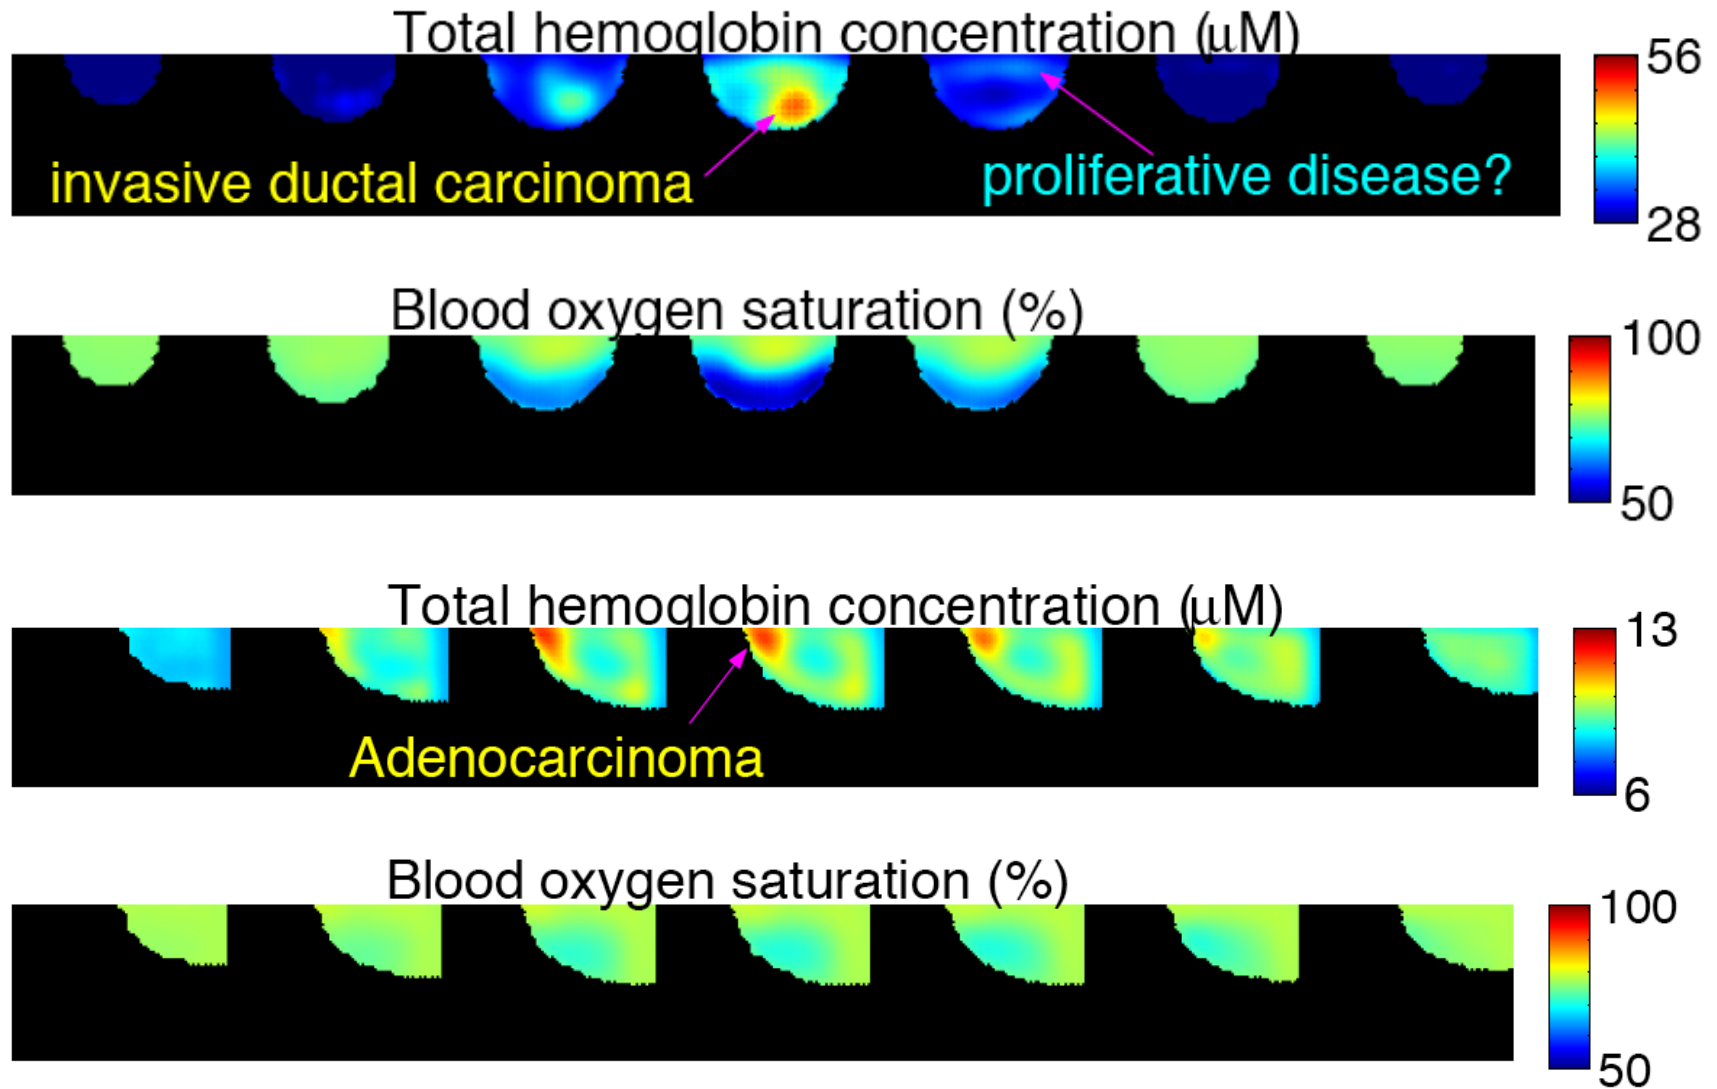 Total hemoglobin concentration (μM)
56
invasive ductal carcinoma
proliferative disease?
28
Blood oxygen saturation (%)
100
50
Total hemoglobin concentration (μM)
13
Adenocarcinoma
6
Blood oxygen saturation (%)
100
50